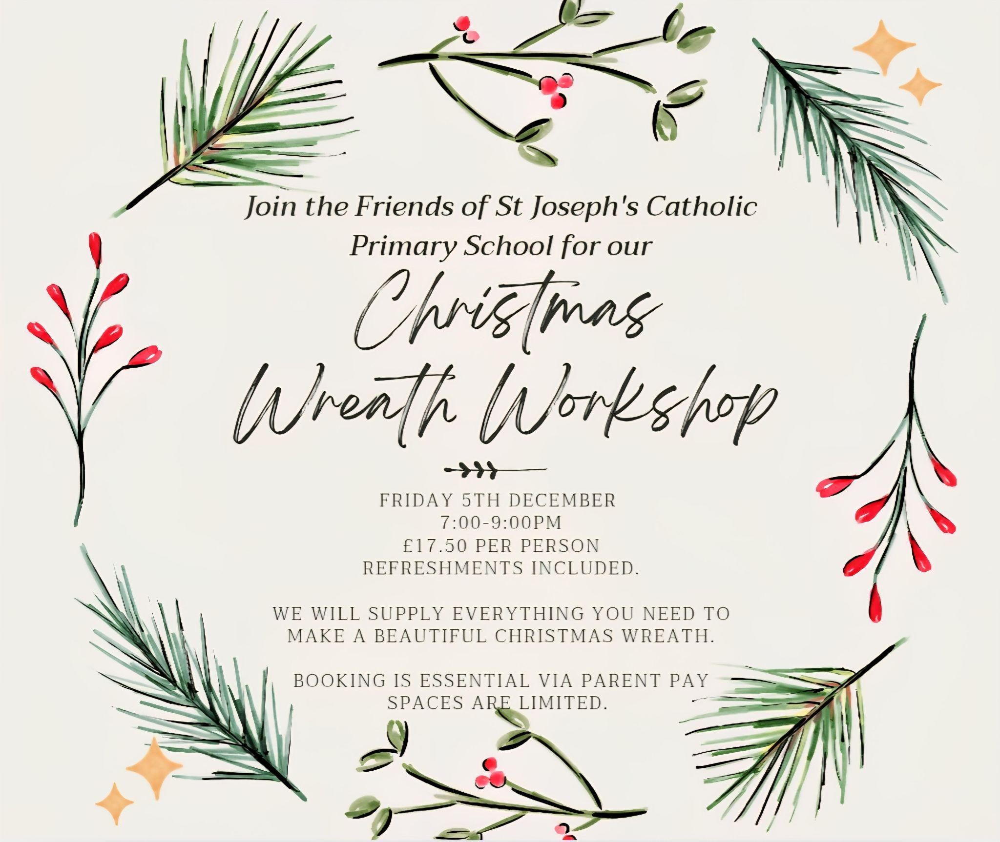 Join the Friends of St Joseph's Catholic
Primary School for our
Christmas
Wreath Workshop
FRIDAY 5TH DECEMBER
7:00-9:00PM
£17.50 PER PERSON
REFRESHMENTS INCLUDED.
WE WILL SUPPLY EVERYTHING YOU NEED TO
MAKE A BEAUTIFUL CHRISTMAS WREATH.
BOOKING IS ESSENTIAL VIA PARENT PAY
SPACES ARE LIMITED.